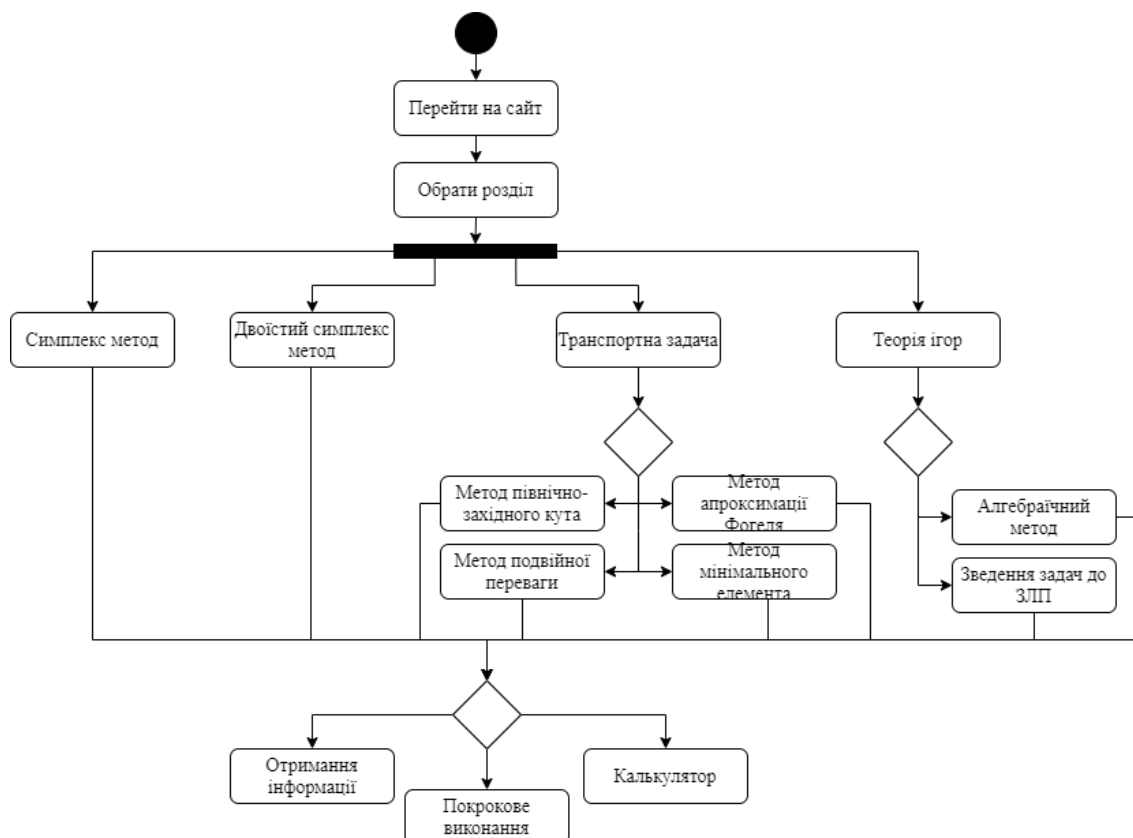 Перейти на сайт
Обрати розділ
Симплекс метод
Двоїстий симплекс
метод
Транспортна задача
Теорія ігор
Метод північно-
західного кута
Метод
апроксимації
Фогеля
Алгебраїчний
метод
Метод подвійної
переваги
Метод
мінімального
елемента
Зведення задач до
ЗЛП
Отримання
інформації
Покрокове
виконання
Калькулятор